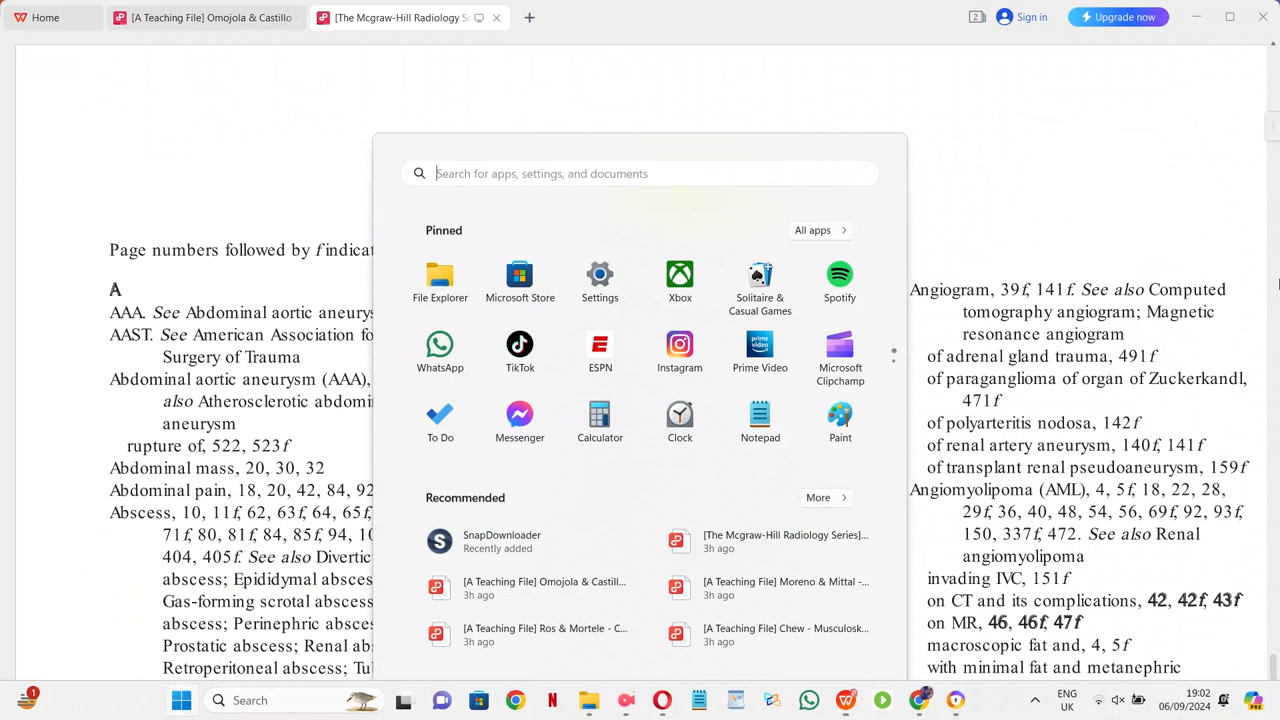 Home
[A Teaching File] Omojola & Castillo
[The Mcgraw-Hill Radiology S
2
Sign in
Upgrade now
Page numbers followed by f indicat
A
AAA. See Abdominal aortic aneurys
AAST. See American Association fo
Surgery of Trauma
Abdominal aortic aneurysm (AAA),
also Atherosclerotic abdomin
aneurysm
rupture of, 522, 523f
Abdominal mass, 20, 30, 32
Abdominal pain, 18, 20, 42, 84, 92
Abscess, 10, 11f, 62, 63f, 64, 65f,
71f, 80, 81f, 84, 85f, 94, 10
404, 405f. See also Divertic
abscess; Epididymal absces
Gas-forming scrotal abscess
abscess; Perinephric absces
Prostatic abscess; Renal abs
Retroperitoneal abscess; Tub
Search for apps, settings, and documents
Pinned
All apps
File Explorer
Microsoft Store
Settings
Xbox
Solitaire &
Casual Games
Spotify
WhatsApp
TikTok
ESPN
Instagram
Prime Video
Microsoft
Clipchamp
To Do
Messenger
Calculator
Clock
Notepad
Paint
Recommended
More
SnapDownloader
Recently added
[The McGraw-Hill Radiology Series]...
3h ago
[A Teaching File] Omojola & Castill...
3h ago
[A Teaching File] Moreno & Mittal -...
3h ago
[A Teaching File] Ros & Mortele - C...
3h ago
[A Teaching File] Chew - Musculosk...
3h ago
Angiogram, 39f, 141f. See also Computed
tomography angiogram; Magnetic
resonance angiogram
of adrenal gland trauma, 491f
of paraganglioma of organ of Zuckerkandl,
471f
of polyarteritis nodosa, 142f
of renal artery aneurysm, 140f, 141f
of transplant renal pseudoaneurysm, 159f
Angiomyolipoma (AML), 4, 5f, 18, 22, 28,
29f, 36, 40, 48, 54, 56, 69f, 92, 93f,
150, 337f, 472. See also Renal
angiomyolipoma
invading IVC, 151f
on CT and its complications, 42, 42f, 43f
on MR, 46, 46f, 47f
macroscopic fat and, 4, 5f
with minimal fat and metanephric
1
Search
ENG
UK
19:02
06/09/2024
PRE